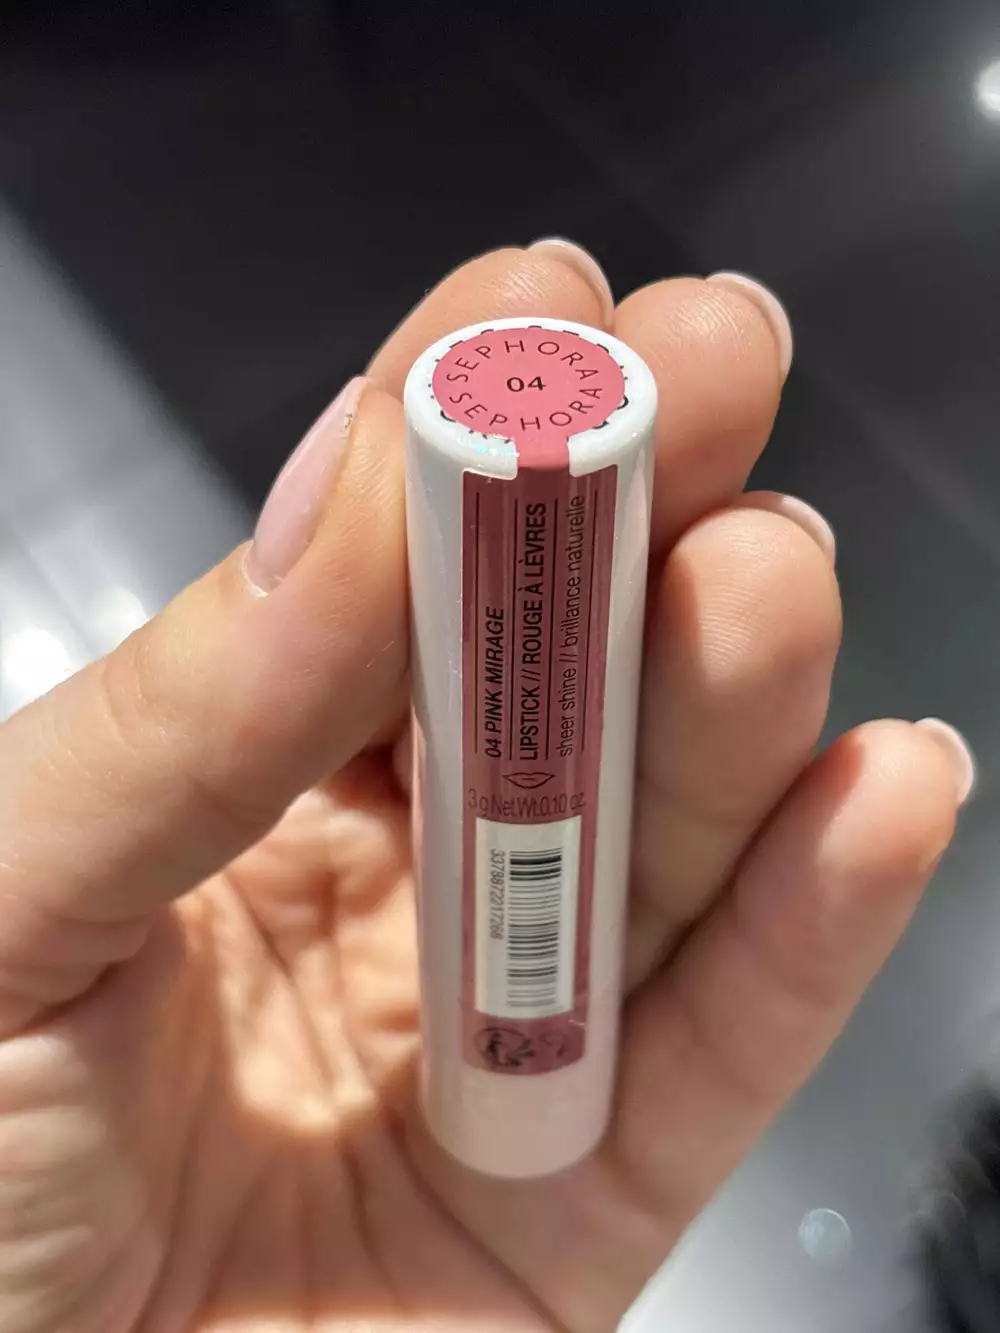 SEPHORA
04
SEPHORA
04 PINK MIRAGE
LIPSTICK // ROUGE À LÈVRES
sheer shine // brillance naturelle
3 g Net.Wt.0.10 oz.
3378872217268